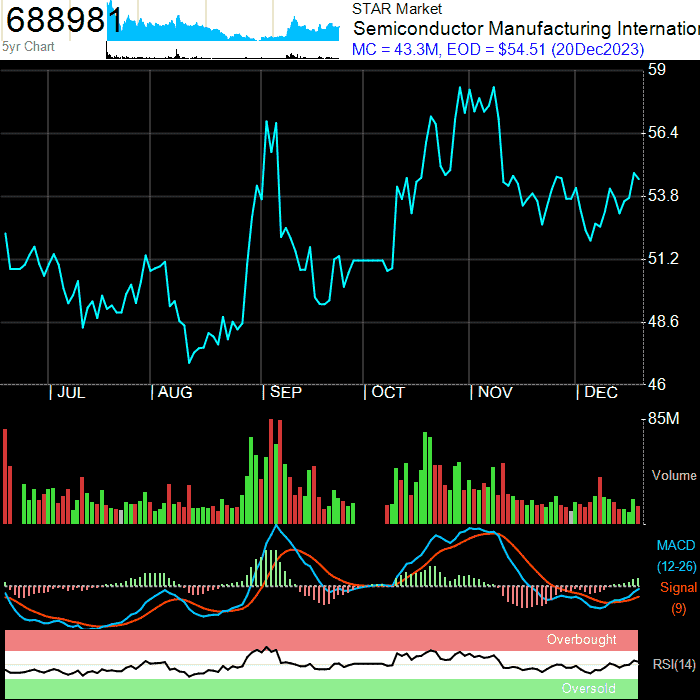 688981
5yr Chart
STAR Market
Semiconductor Manufacturing Internatio
MC = 43.3M, EOD = $54.51 (20Dec2023)
59
56.4
53.8
51.2
48.6
46
| JUL | AUG | SEP | OCT | NOV | DEC
85M
Volume
MACD
(12-26)
Signal
(9)
Overbought
RSI(14)
Oversold